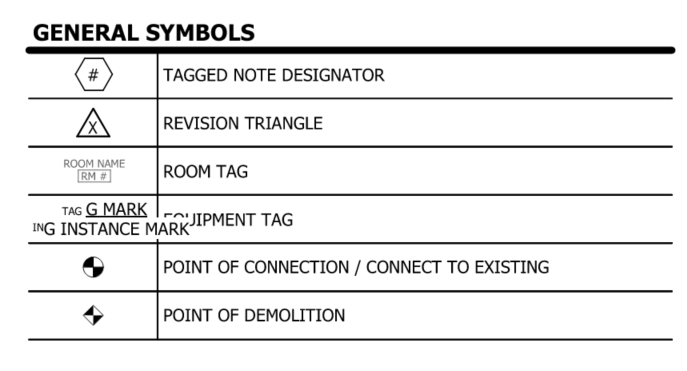 GENERAL SYMBOLS
# TAGGED NOTE DESIGNATOR
X REVISION TRIANGLE
ROOM NAME
RM # ROOM TAG
TAG G MARK
EQUIPMENT TAG
ING INSTANCE MARK
POINT OF CONNECTION / CONNECT TO EXISTING
POINT OF DEMOLITION